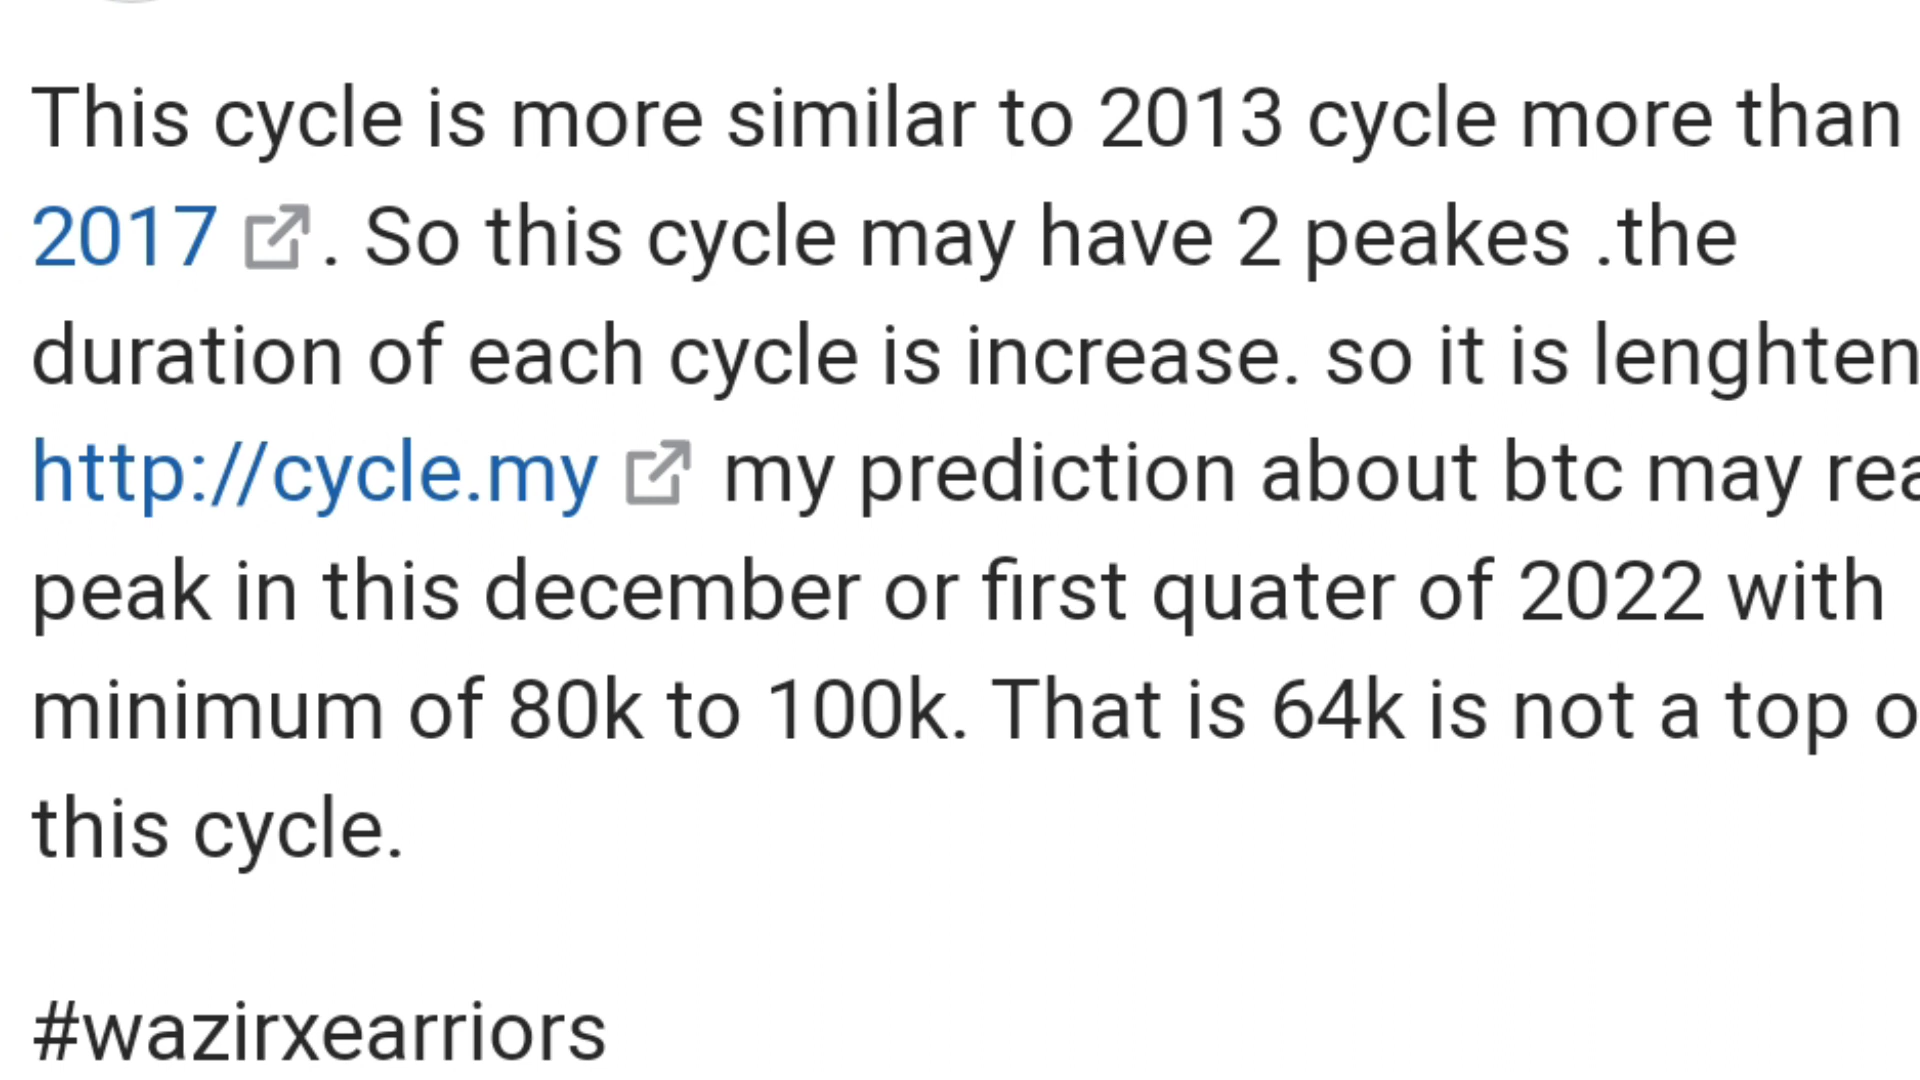 This cycle is more similar to 2013 cycle more than
2017. So this cycle may have 2 peakes .the
duration of each cycle is increase. so it is lenghten
http://cycle.my my prediction about btc may
peak in this december or first quater of 2022 with
minimum of 80k to 100k. That is 64k is not a top
this cycle.
#wazirxearriors